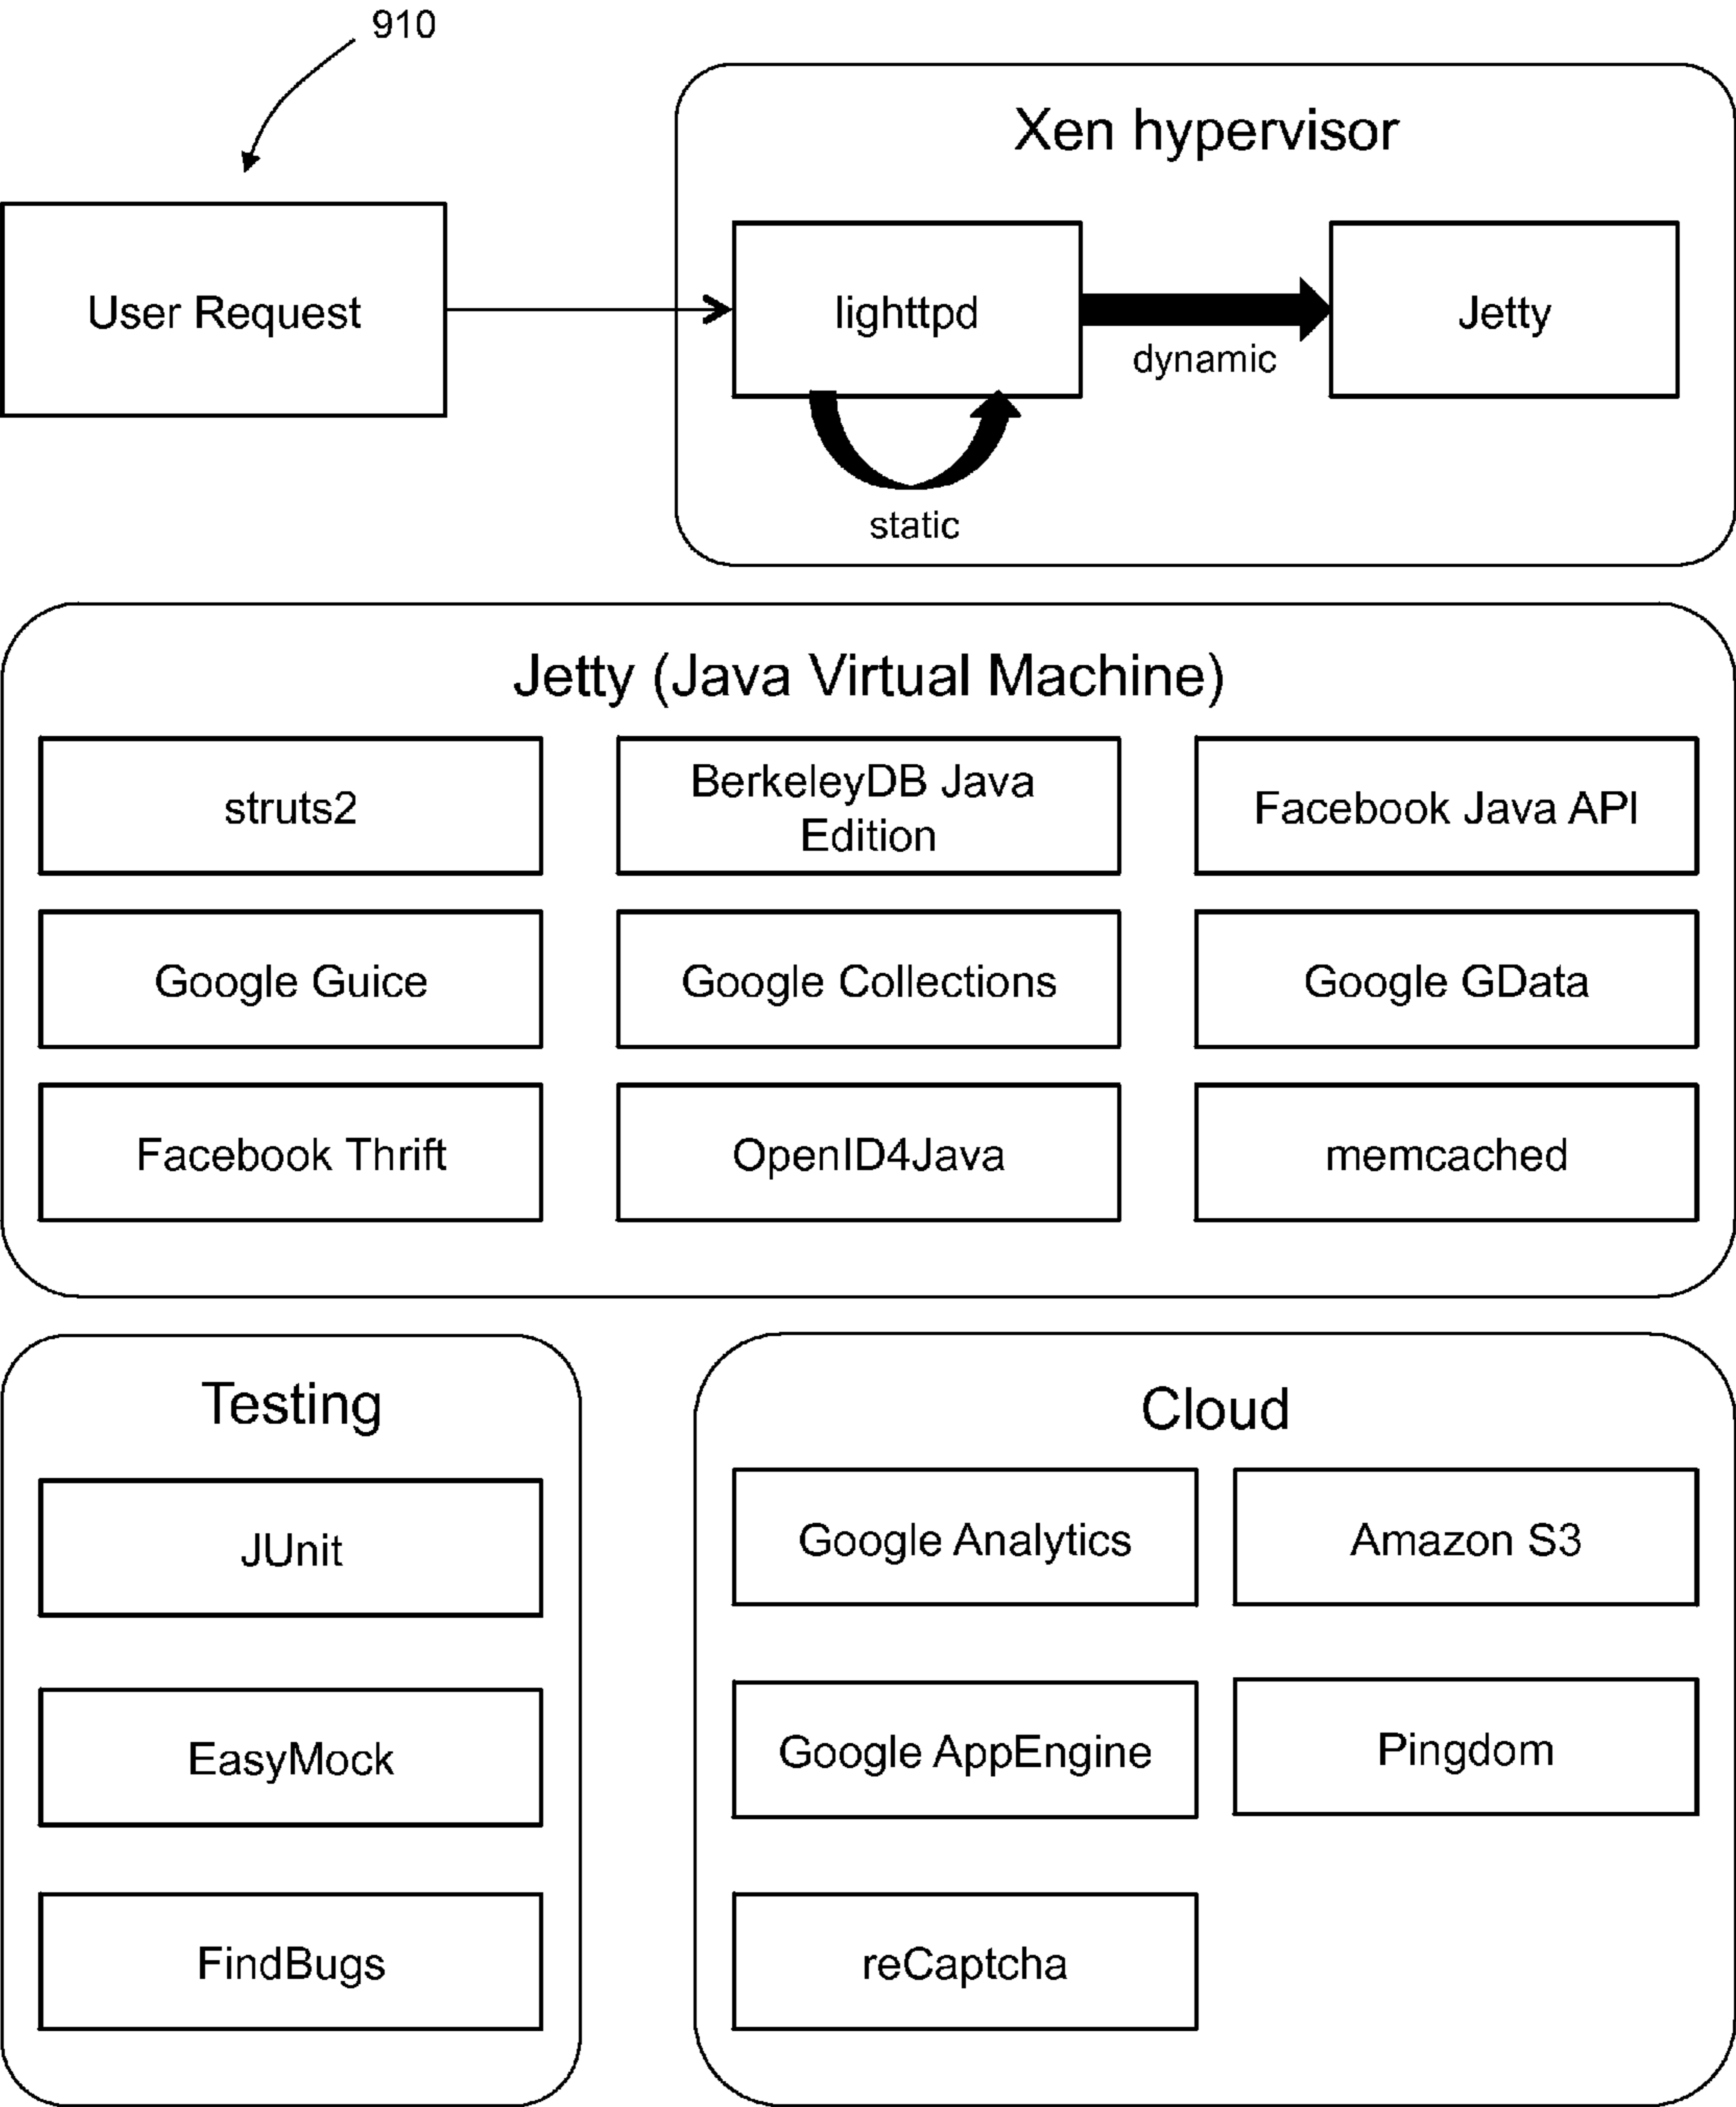 910
Xen hypervisor
User Request
lighttpd
Jetty
dynamic
static
Jetty (Java Virtual Machine)
struts2
BerkeleyDB Java
Edition
Facebook Java API
Google Guice
Google Collections
Google GData
Facebook Thrift
OpenID4Java
memcached
Testing
JUnit
EasyMock
FindBugs
Cloud
Google Analytics
Amazon S3
Google AppEngine
Pingdom
reCaptcha